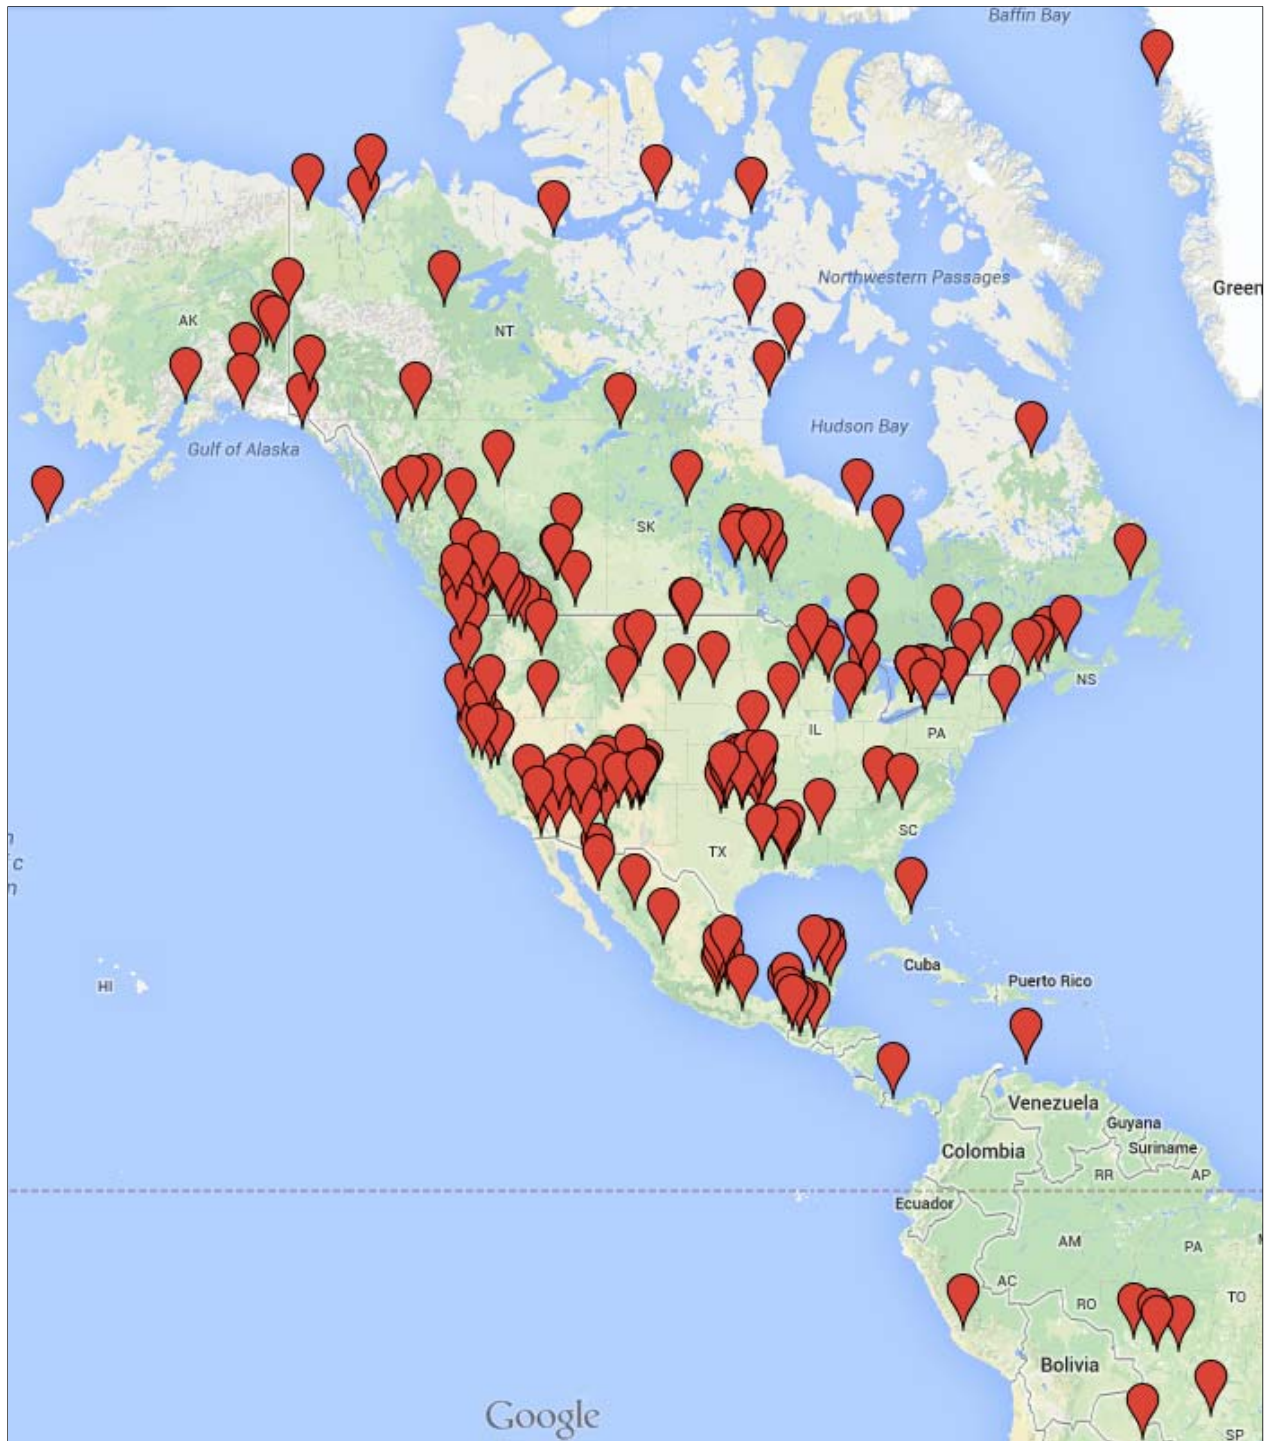 Baffin Bay
Northwestern Passages
Green
AK
NT
Hudson Bay
Gulf of Alaska
SK
NS
IL
PA
SC
TX
n
c
n
HI
Cuba
Puerto Rico
Venezuela
Guyana
Colombia
Suriname
RR
AP
Ecuador
AM
PA
AC
RO
TO
Bolivia
Google
SP